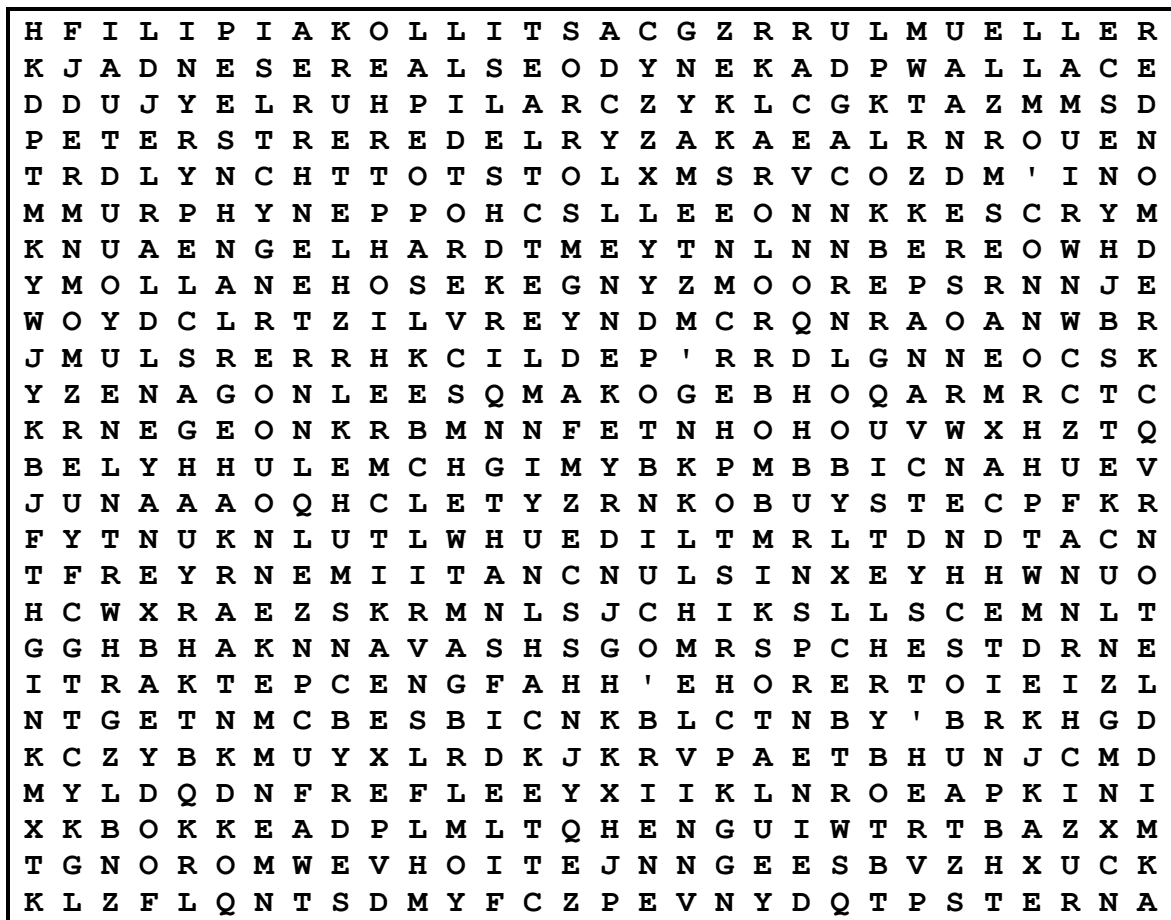 H F I L I P I A K O L L I T S A C G Z R R U L M U E L L E R
K J A D N E S E R E A L S E O D Y N E K A D P W A L L A C E
D D U J Y E L R U H P I L A R C Z Y K L C G K T A Z M M S D
P E T E R S T R E R E D E L R Y Z A K A E A L R N R O U E N
T R D L Y N C H T T O T S T O L X M S R V C O Z D M ' I N O
M M U R P H Y N E P P O H C S L L E E O N N K K E S C R Y M
K N U A E N G E L H A R D T M E Y T N L N N B E R E O W H D
Y M O L L A N E H O S E K E G N Y Z M O O R E P S R N N J E
W O Y D C L R T Z I L V R E Y N D M C R Q N R A O A N W B R
J M U L S R E R R H K C I L D E P ' R R D L G N N E O C S K
Y Z E N A G O N L E E S Q M A K O G E B H O Q A R M R C T C
K R N E G E O N K R B M N N F E T N H O H O U V W X H Z T Q
B E L Y H H U L E M C H G I M Y B K P M B B I C N A H U E V
J U N A A A O Q H C L E T Y Z R N K O B U Y S T E C P F K R
F Y T N U K N L U T L W H U E D I L T M R L T D N D T A C N
T F R E Y R N E M I I T A N C N U L S I N X E Y H H W N U O
H C W X R A E Z S K R M N L S J C H I K S L L S C E M N L T
G G H B H A K N N A V A S H S G O M R S P C H E S T D R N E
I T R A K T E P C E N G F A H H ' E H O R E R T O I E I Z L
N T G E T N M C B E S B I C N K B L C T N B Y ' B R K H G D
K C Z Y B K M U Y X L R D K J K R V P A E T B H U N J C M D
M Y L D Q D N F R E F L E E Y X I I K L N R O E A P K I N I
X K B O K K E A D P L M L T Q H E N G U I W T R T B A Z X M
T G N O R O M W E V H O I T E J N N G E E S B V Z H X U C K
K L Z F L Q N T S D M Y F C Z P E V N Y D Q T P S T E R N A